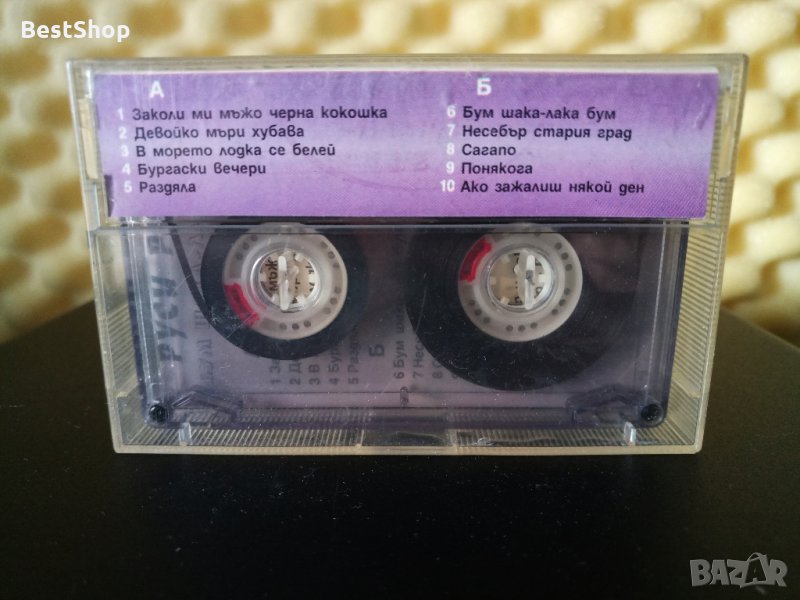 BestShop
А
1 Заколи ми мъжо черна кокошка
2 Девойко мъри хубава
3 В морето лодка се белей
4 Бургаски вечери
5 Раздяла
Б
6 Бум шака-лака бум
7 Несебър стария град
8 Сагапо
9 Понякога
10 Ако зажалиш някой ден
РУСИ
Б
BAZAR